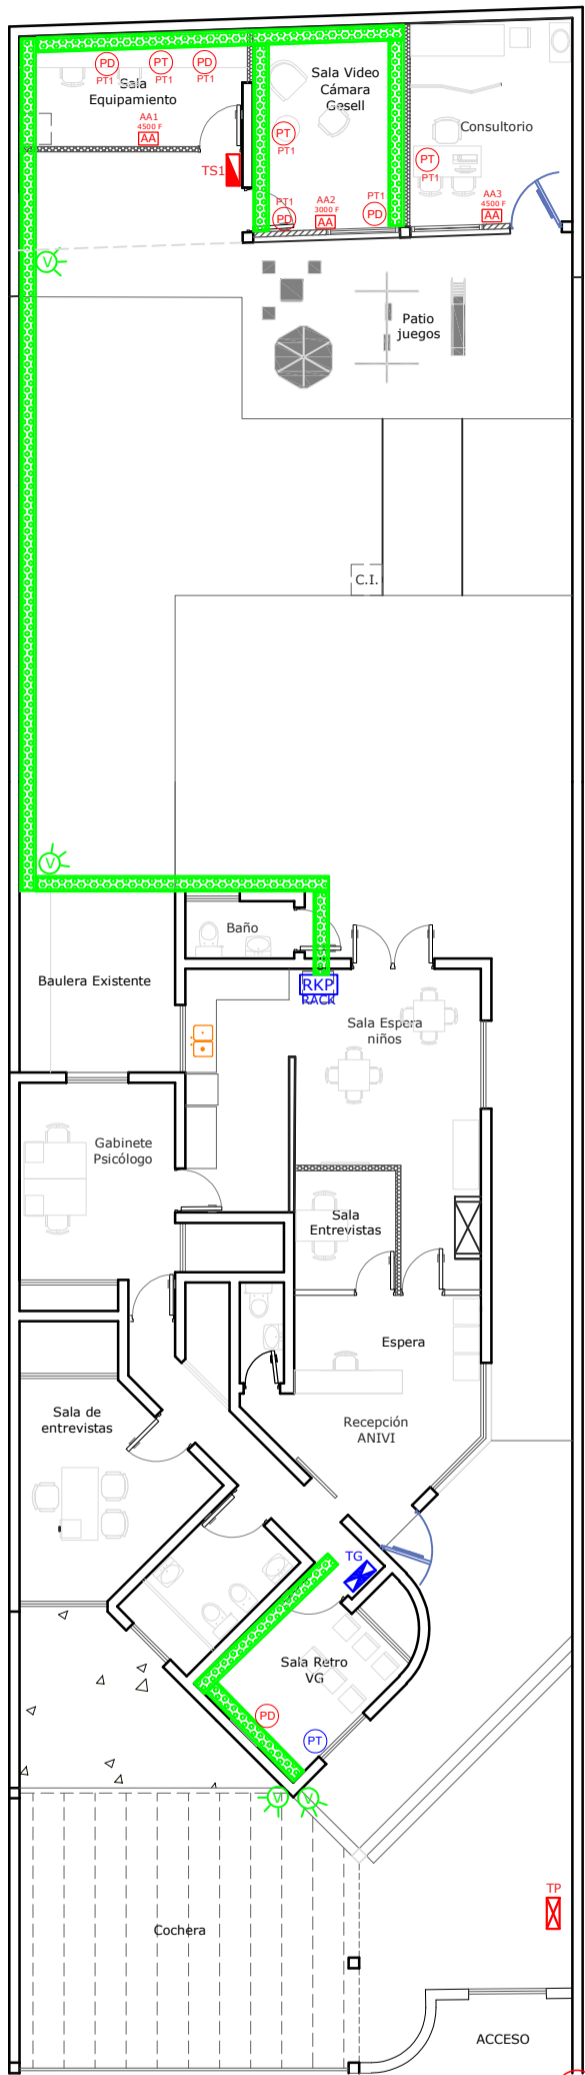 PD
PT
PD
PT1
PT1
PT1
Sala
Equipamiento
AA1
4500 F
AA
TS1
Sala Video
Cámara
Gesell
PT
PT1
PT1
PD
AA2
3000 F
AA
PT1
PD
Consultorio
PT
PT1
AA3
4500 F
AA
V
Patio
juegos
C.I.
V
Baño
Baulera Existente
RKP
RACK
Sala Espera
niños
Gabinete
Psicólogo
Sala
Entrevistas
Espera
Sala de
entrevistas
Recepción
ANIVI
TG
Sala Retro
VG
PD
PT
V
V
TP
Cochera
ACCESO